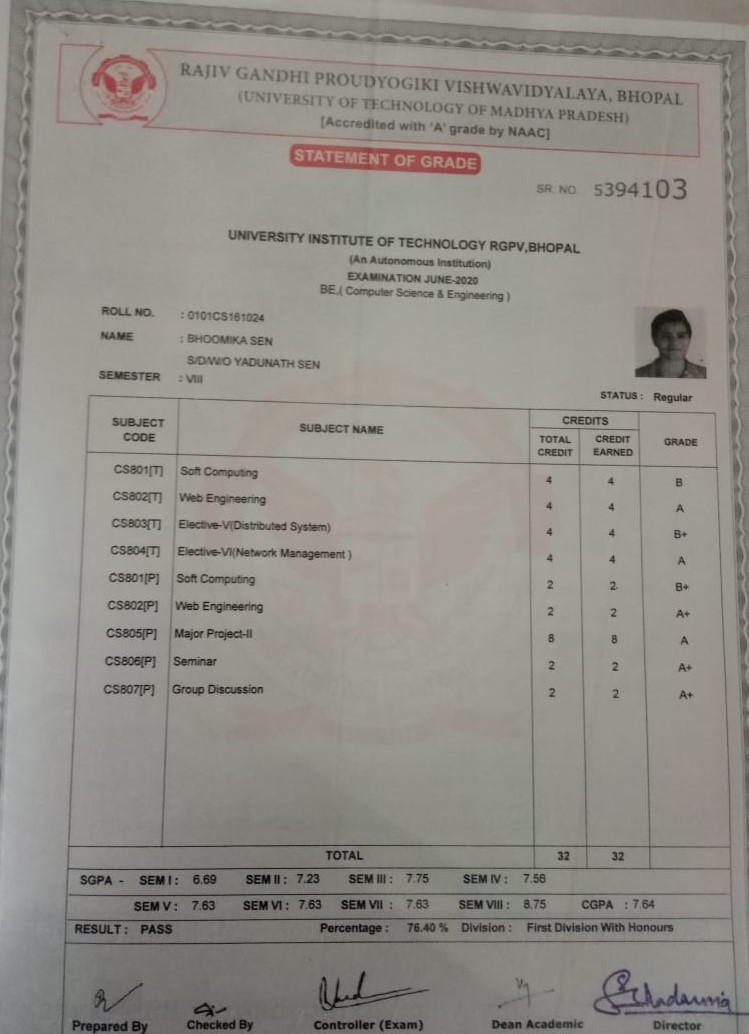 RAJIV GANDHI PROUDYOGIKI VISHWAVIDYALAYA, BHOPAL
(UNIVERSITY OF TECHNOLOGY OF MADHYA PRADESH)
[Accredited with 'A' grade by NAAC]
STATEMENT OF GRADE
SR. NO. 5394103
UNIVERSITY INSTITUTE OF TECHNOLOGY RGPV,BHOPAL
(An Autonomous Institution)
EXAMINATION JUNE-2020
BE,( Computer Science & Engineering )
ROLL NO. : 0101CS161024
NAME : BHOOMIKA SEN
S/D/W/O YADUNATH SEN
SEMESTER : VIII
STATUS : Regular
SUBJECT CODE SUBJECT NAME CREDITS TOTAL CREDIT CREDIT EARNED GRADE
CS801[T] Soft Computing 4 4 B
CS802[T] Web Engineering 4 4 A
CS803[T] Elective-V(Distributed System) 4 4 B+
CS804[T] Elective-VI(Network Management ) 4 4 A
CS801[P] Soft Computing 2 2 B+
CS802[P] Web Engineering 2 2 A+
CS805[P] Major Project-II 8 8 A
CS806[P] Seminar 2 2 A+
CS807[P] Group Discussion 2 2 A+
TOTAL 32 32
SGPA - SEM I : 6.69 SEM II : 7.23 SEM III : 7.75 SEM IV : 7.56
SEM V : 7.63 SEM VI : 7.63 SEM VII : 7.63 SEM VIII : 8.75 CGPA : 7.64
RESULT : PASS Percentage : 76.40 % Division : First Division With Honours
Prepared By Checked By Controller (Exam) Dean Academic Director